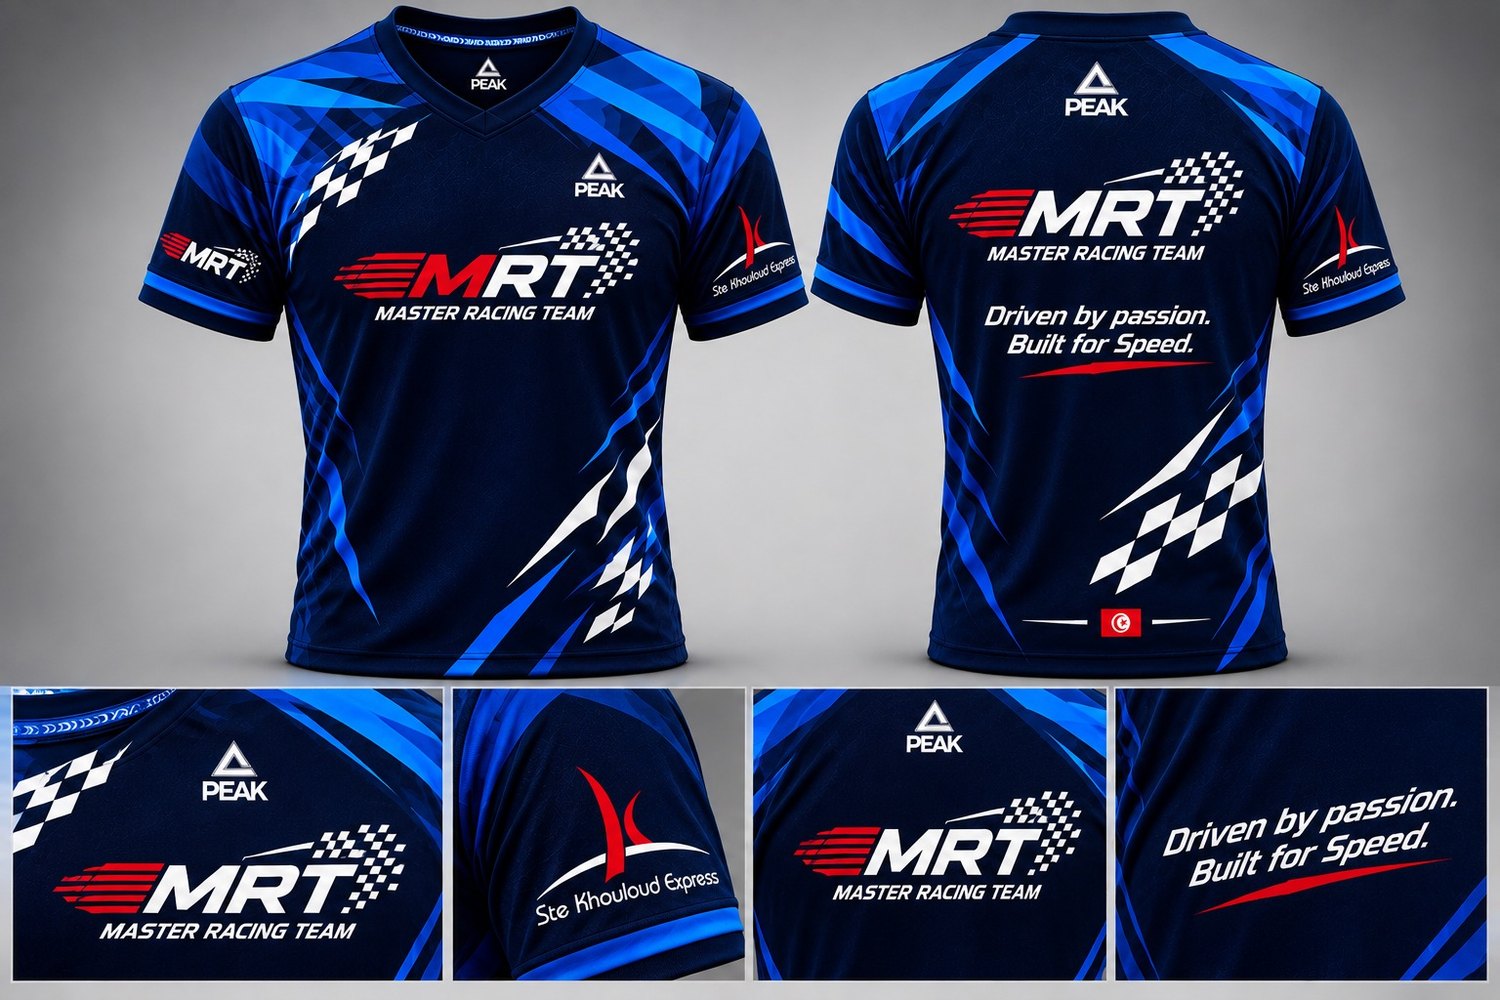 PEAK
PEAK
MRT
MRT
MASTER RACING TEAM
Ste Khouloud Express
PEAK
MRT
MASTER RACING TEAM
Driven by passion.
Built for Speed.
Ste Khouloud Express
PEAK
MRT
MASTER RACING TEAM
Ste Khouloud Express
PEAK
MRT
MASTER RACING TEAM
Driven by passion.
Built for Speed.